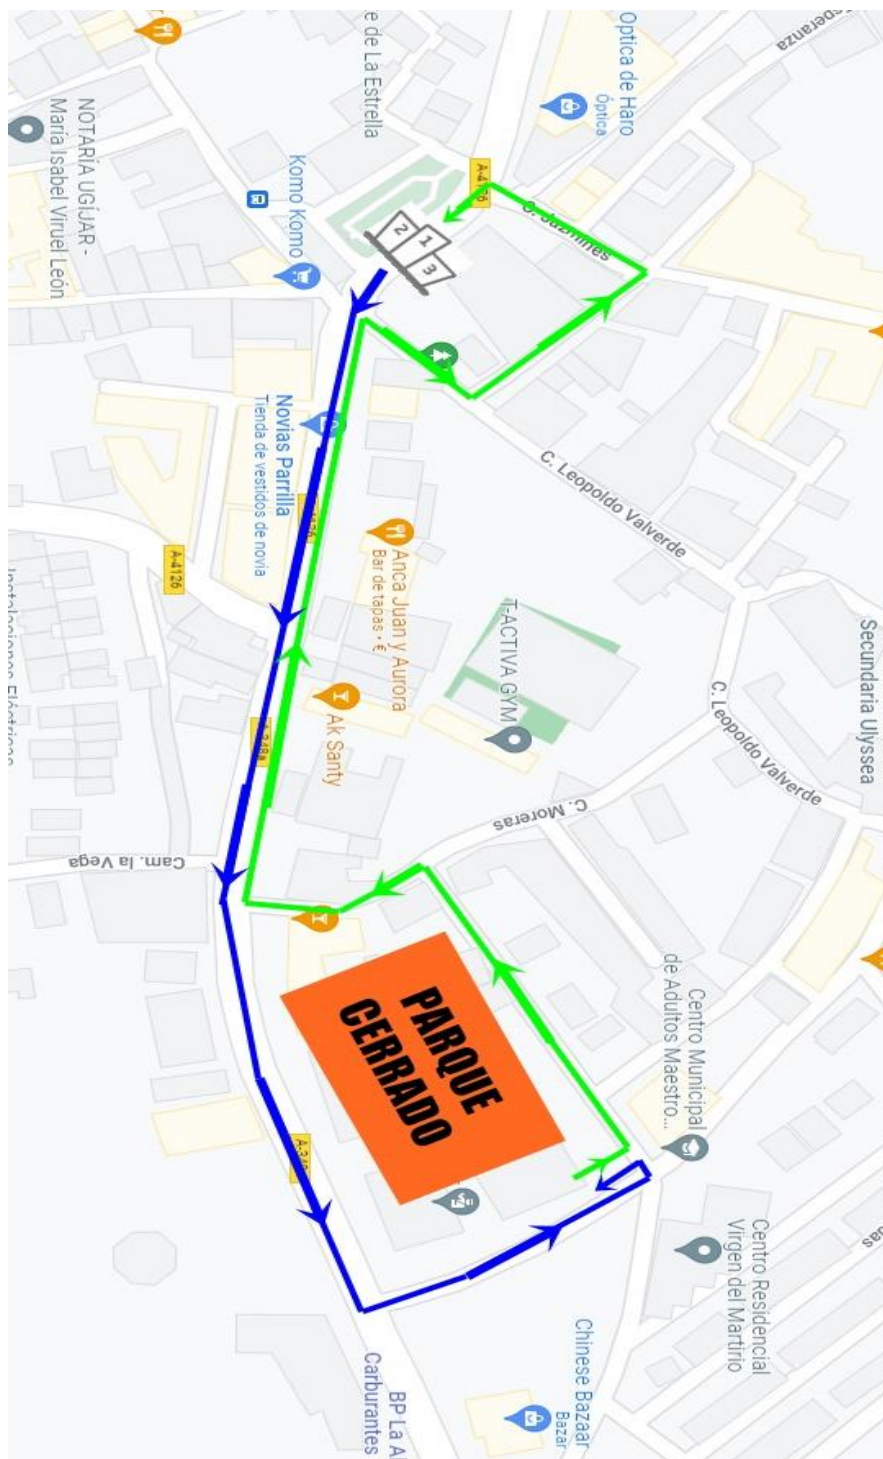 Esperanza
Optica de Haro
Óptica
e de La Estrella
NOTARÍA UGÍJAR -
María Isabel Viruel León
Komo Komo
A-4126
C. Jazmines
2
1
3
Novias Parrilla
Tienda de vestidos de novia
C. Leopoldo Valverde
A-4126
Anca Juan y Aurora
Bar de tapas · €
T-ACTIVA GYM
Secundaria Ulyssea
C. Leopoldo Valverde
Ak Santy
C. Moreras
Cam. la Vega
PARQUE
CERRADO
Centro Municipal
de Adultos Maestro...
Centro Residencial
Virgen del Martirio
Chinese Bazaar
Bazar
BP La Al
Carburantes